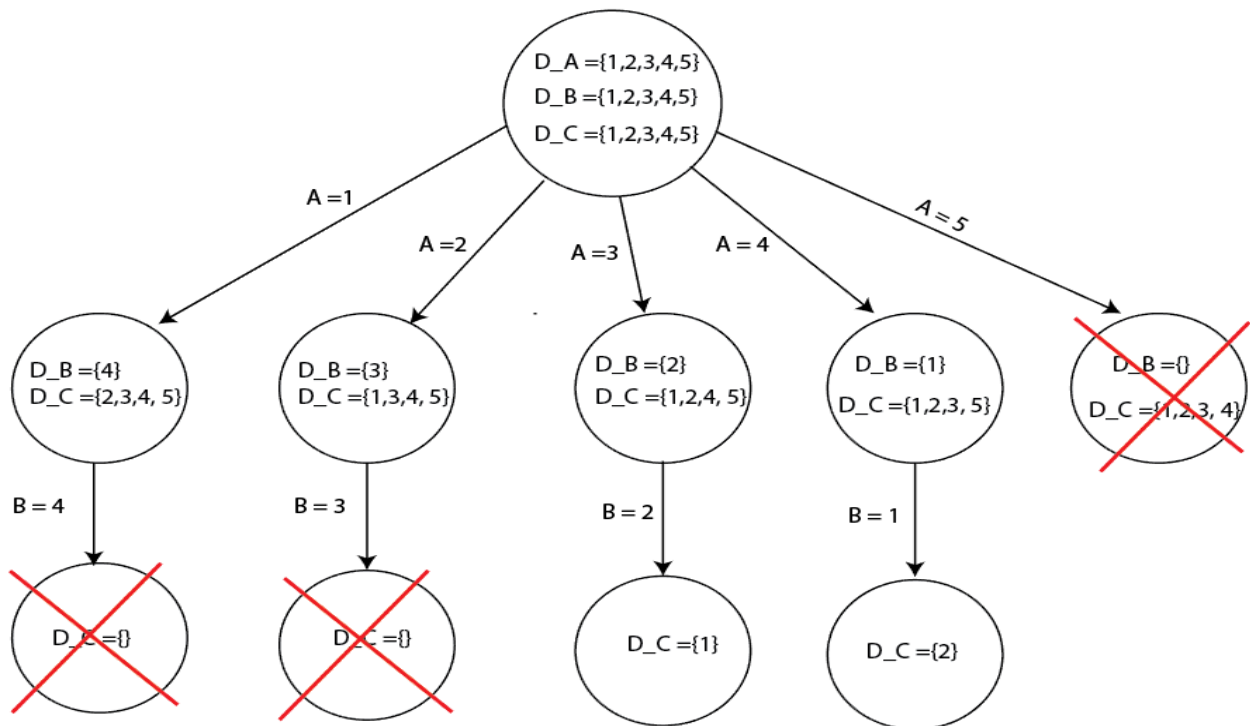 D_A ={1,2,3,4,5}
D_B ={1,2,3,4,5}
D_C ={1,2,3,4,5}
A =1
A =2
A =3
A = 4
A = 5
D_B ={4}
D_C ={2,3,4, 5}
D_B ={3}
D_C ={1,3,4, 5}
D_B ={2}
D_C ={1,2,4, 5}
D_B ={1}
D_C ={1,2,3, 5}
D_B ={}
D_C ={1,2,3, 4}
B = 4
B = 3
B = 2
B = 1
D_C ={}
D_C ={}
D_C ={1}
D_C ={2}